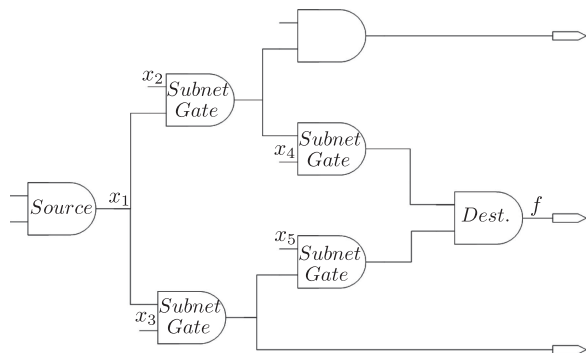 x₂
Subnet
Gate
Subnet
Gate
x₄
Source
x₁
Dest.
f
x₅
Subnet
Gate
Subnet
Gate
x₃